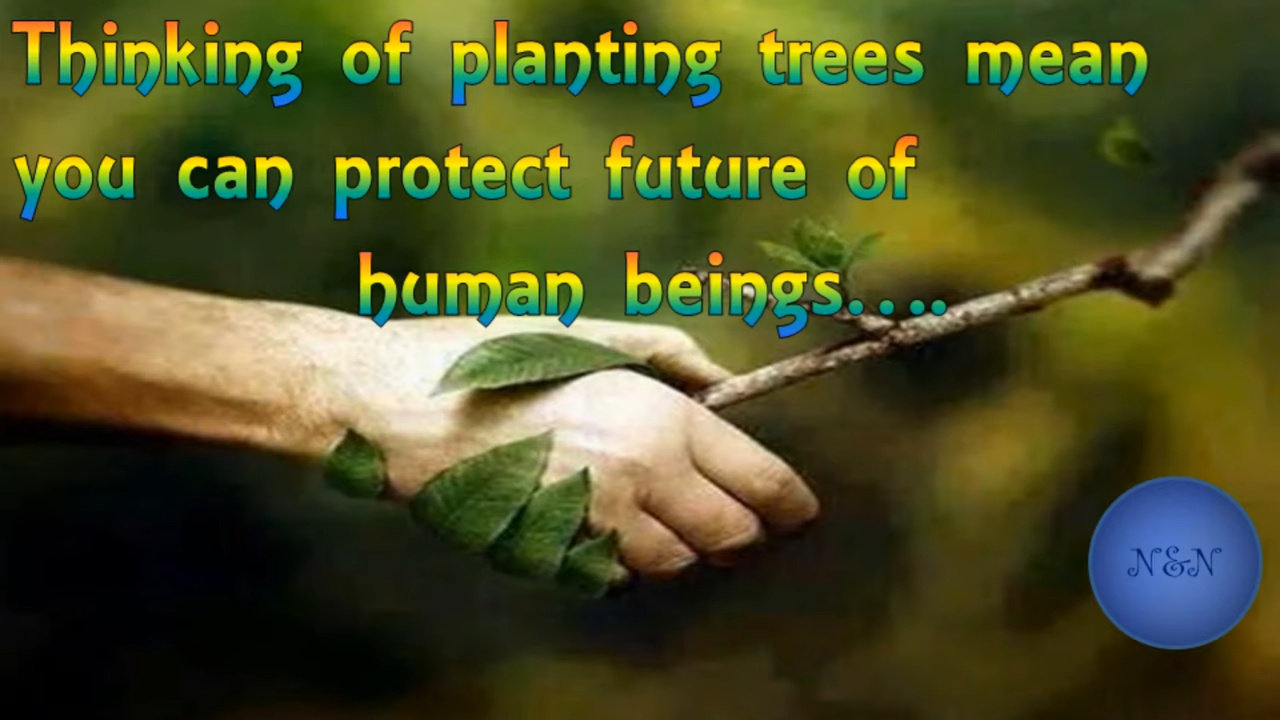 Thinking of planting trees mean
you can protect future of
human beings....
N&N